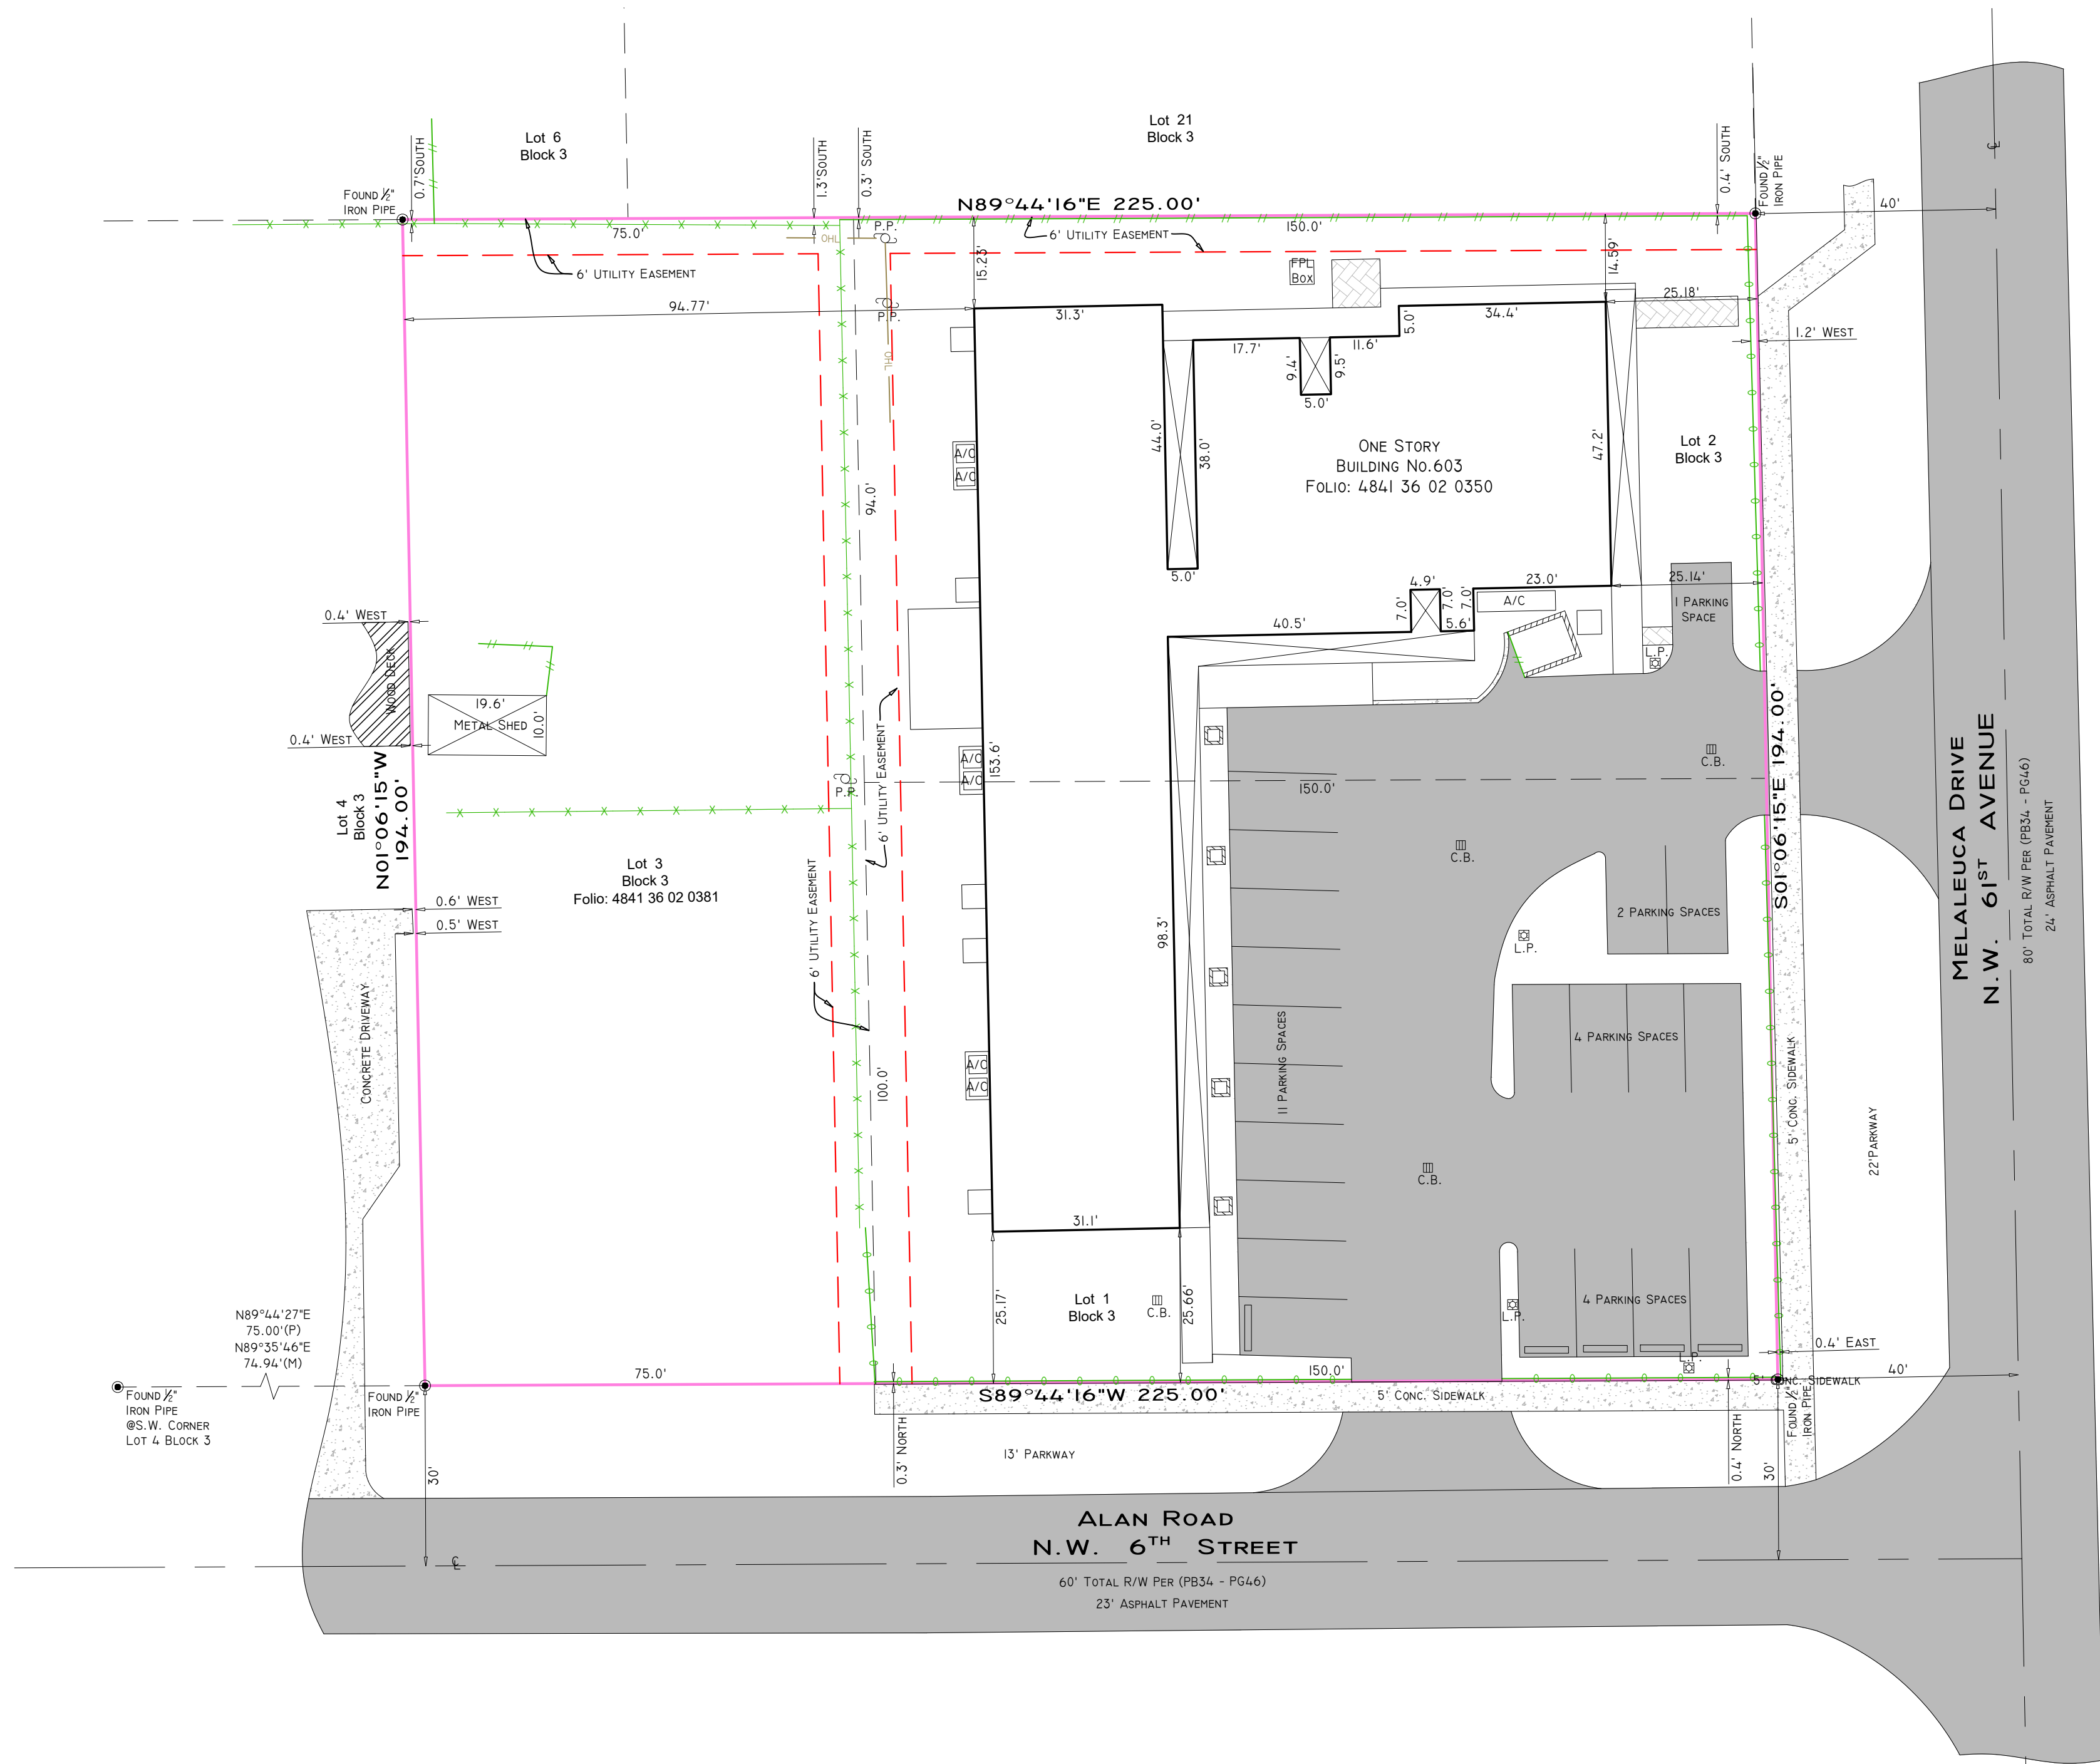 Lot 6
Block 3
Lot 21
Block 3
0.7'South
1.3'South
0.3' South
0.4' South
Found 1/2"
Iron Pipe
Found 1/2"
Iron Pipe
N89°44'16"E 225.00'
75.0'
150.0'
40'
6' Utility Easement
6' Utility Easement
OHL
P.P.
P.P.
OHL
FPL
Box
15.23'
14.59'
25.18'
1.2' West
94.77'
31.3'
34.4'
5.0'
17.7'
11.6'
9.4'
9.5'
5.0'
44.0'
38.0'
47.2'
One Story
Building No.603
Folio: 4841 36 02 0350
Lot 2
Block 3
A/C
A/C
94.0'
5.0'
4.9'
23.0'
25.14'
7.0'
7.0'
7.0'
5.6'
A/C
40.5'
1 Parking
Space
L.P.
0.4' West
Wood Deck
0.4' West
19.6'
Metal Shed
10.0'
6' Utility Easement
A/C
A/C
153.6'
P.P.
150.0'
C.B.
C.B.
Lot 4
Block 3
N01°06'15"W
194.00'
S01°06'15"E 194.00'
Melaleuca Drive
N.W. 61st Avenue
80' Total R/W Per (PB34 - PG46)
24' Asphalt Pavement
Lot 3
Block 3
Folio: 4841 36 02 0381
0.6' West
0.5' West
6' Utility Easement
98.3'
2 Parking Spaces
L.P.
Concrete Driveway
11 Parking Spaces
4 Parking Spaces
5' Conc. Sidewalk
22'Parkway
A/C
A/C
100.0'
C.B.
31.1'
25.17'
25.66'
Lot 1
Block 3
C.B.
4 Parking Spaces
L.P.
L.P.
0.4' East
N89°44'27"E
75.00'(P)
N89°35'46"E
74.94'(M)
75.0'
150.0'
40'
Found 1/2"
Iron Pipe
@S.W. Corner
Lot 4 Block 3
Found 1/2"
Iron Pipe
S89°44'16"W 225.00'
5' Conc. Sidewalk
5' Conc. Sidewalk
Found 1/2"
Iron Pipe
30'
0.3' North
13' Parkway
0.4' North
30'
Alan Road
N.W. 6th Street
60' Total R/W Per (PB34 - PG46)
23' Asphalt Pavement